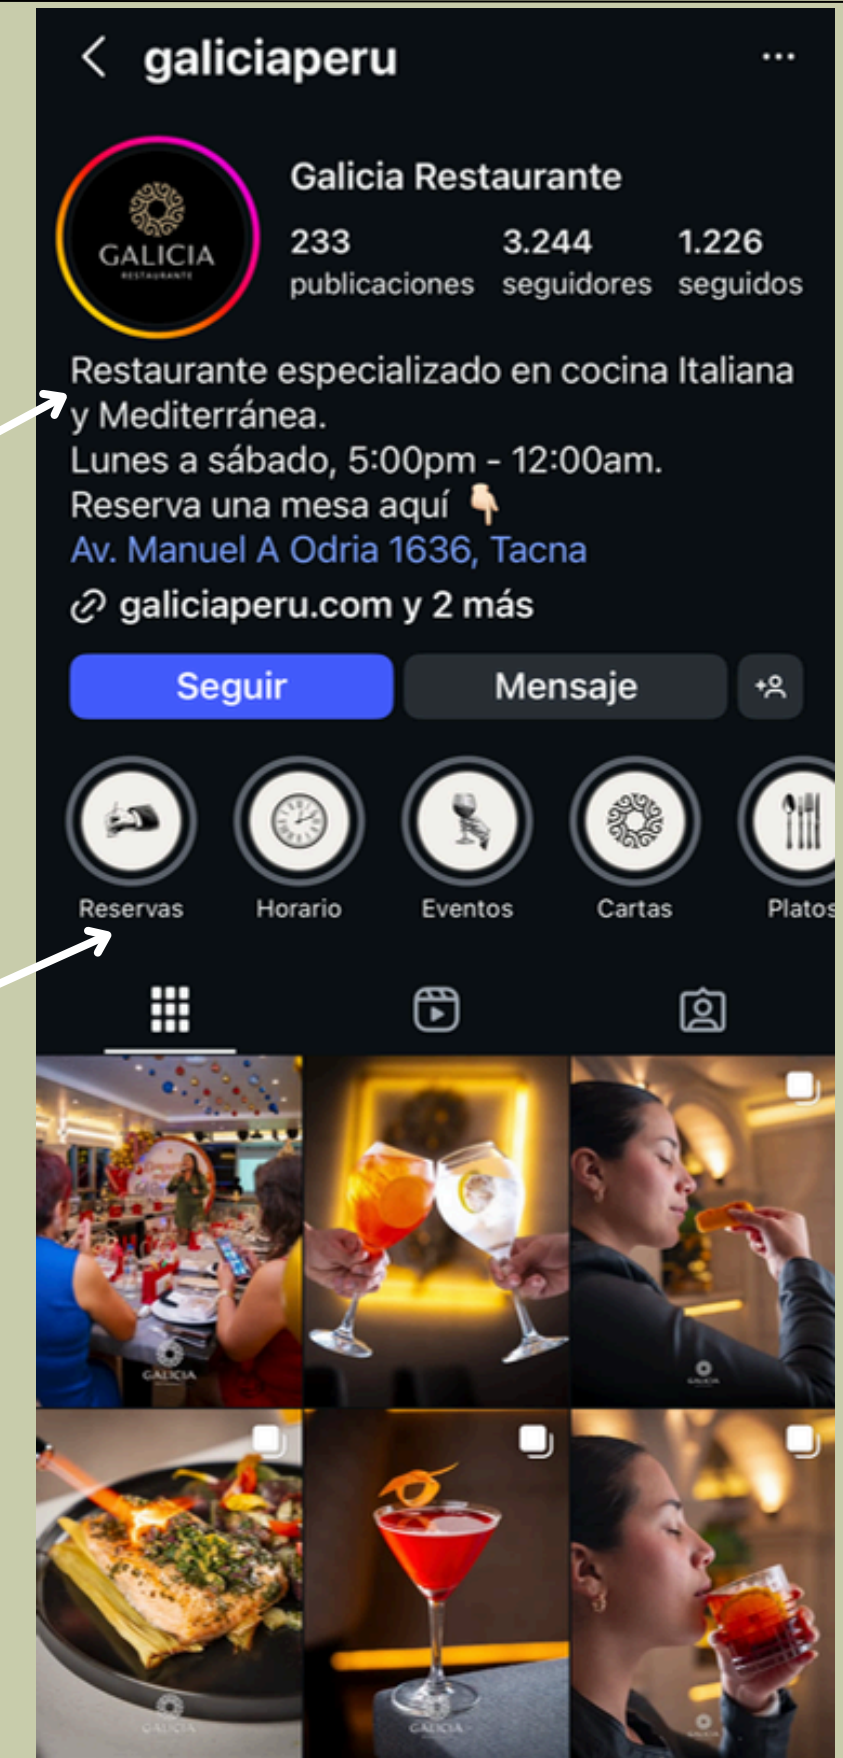 galiciaperu
GALICIA
RESTAURANTE
Galicia Restaurante
233 3.244 1.226
publicaciones seguidores seguidos
Restaurante especializado en cocina Italiana
y Mediterránea.
Lunes a sábado, 5:00pm - 12:00am.
Reserva una mesa aquí 👇🏻
Av. Manuel A Odria 1636, Tacna
galiciaperu.com y 2 más
Seguir Mensaje
Reservas Horario Eventos Cartas Platos
GALICIA
GALICIA
GALICIA
GALICIA